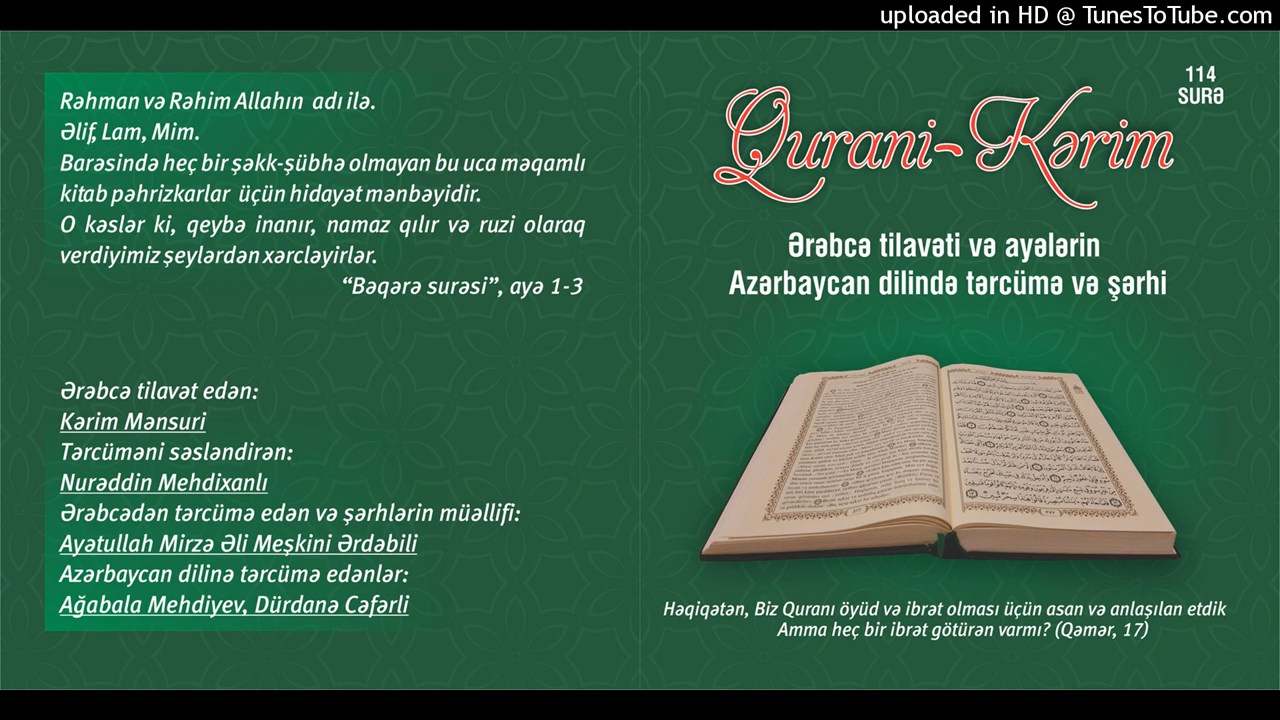 uploaded in HD @ TunesToTube.com
Rəhman və Rəhim Allahın adı ilə.
Əlif, Lam, Mim.
Barəsində heç bir şəkk-şübhə olmayan bu uca məqamlı
kitab pəhrizkarlar üçün hidayət mənbəyidir.
O kəslər ki, qeybə inanır, namaz qılır və ruzi olaraq
verdiyimiz şeylərdən xərcləyirlər.
“Bəqərə surəsi”, ayə 1-3
Ərəbcə tilavət edən:
Kərim Mənsuri
Tərcüməni səsləndirən:
Nurəddin Mehdixanlı
Ərəbcədən tərcümə edən və şərhlərin müəllifi:
Ayətullah Mirzə Əli Meşkini Ərdəbili
Azərbaycan dilinə tərcümə edənlər:
Ağabala Mehdiyev, Dürdanə Cəfərli
114
SURƏ
Qurani-Kərim
Ərəbcə tilavəti və ayələrin
Azərbaycan dilində tərcümə və şərhi
Həqiqətən, Biz Quranı öyüd və ibrət olması üçün asan və anlaşılan etdik
Amma heç bir ibrət götürən varmı? (Qəmər, 17)